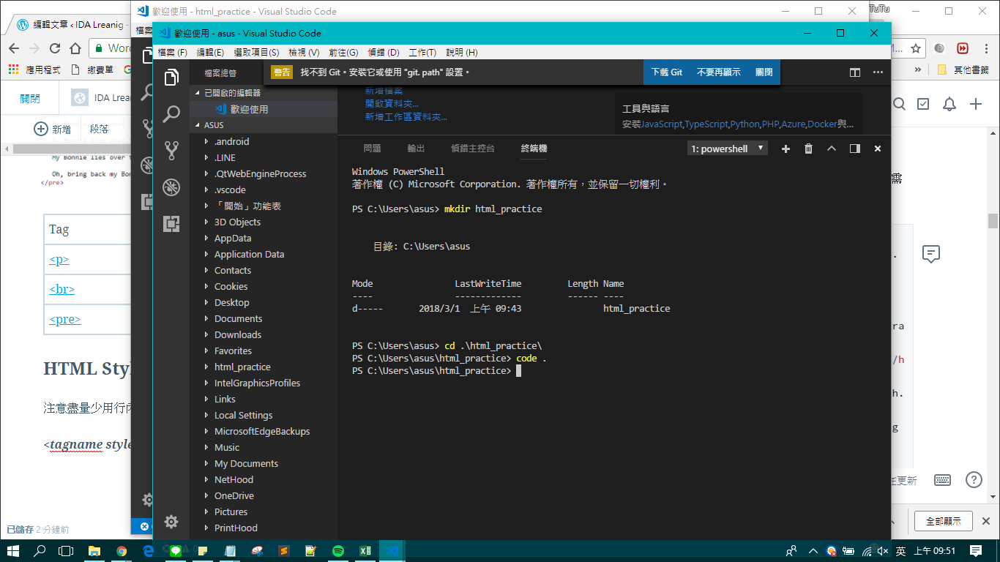 歡迎使用 - html_practice - Visual Studio Code
TuTu
編輯文章 ‹ IDA Lreanig -
歡迎使用 - asus - Visual Studio Code
檔案 (F) 編輯(E) 選取項目(S) 檢視 (V) 前往(G) 偵錯 (D) 工作(T) 說明 (H)
應用程式 繳費單
» 其他書籤
關閉 IDA Lrear
新增 段落
檔案總管
警告 找不到 Git。安裝它或使用 "git. path" 設置。 下載 Git 不要再顯示 關閉
已開啟的編輯器
歡迎使用
ASUS
.android
.LINE
.QtWebEngineProcess
.vscode
「開始」功能表
3D Objects
AppData
Application Data
Contacts
Cookies
Desktop
Documents
Downloads
Favorites
html_practice
IntelGraphicsProfiles
Links
Local Settings
MicrosoftEdgeBackups
Music
My Documents
NetHood
OneDrive
Pictures
PrintHood
新增檔案
開啟資料夾...
新增工作區資料夾...
工具與語言
安裝JavaScript,TypeScript,Python,PHP,Azure,Docker與...
問題 輸出 偵錯主控台 終端機 1: powershell
Windows PowerShell
著作權 (C) Microsoft Corporation. 著作權所有，並保留一切權利。
PS C:\Users\asus> mkdir html_practice
目錄: C:\Users\asus
Mode LastWriteTime Length Name
---- ------------- ------ ----
d----- 2018/3/1 上午 09:43 html_practice
PS C:\Users\asus> cd .\html_practice\
PS C:\Users\asus\html_practice> code .
PS C:\Users\asus\html_practice>
My Bonnie lies over
Oh, bring back my Bon
</pre>
Tag
<p>
<br>
<pre>
HTML Sty
注意盡量少用行
<tagname style
已儲存 2 分鐘前
需
在更新
全部顯示
英 上午 09:51